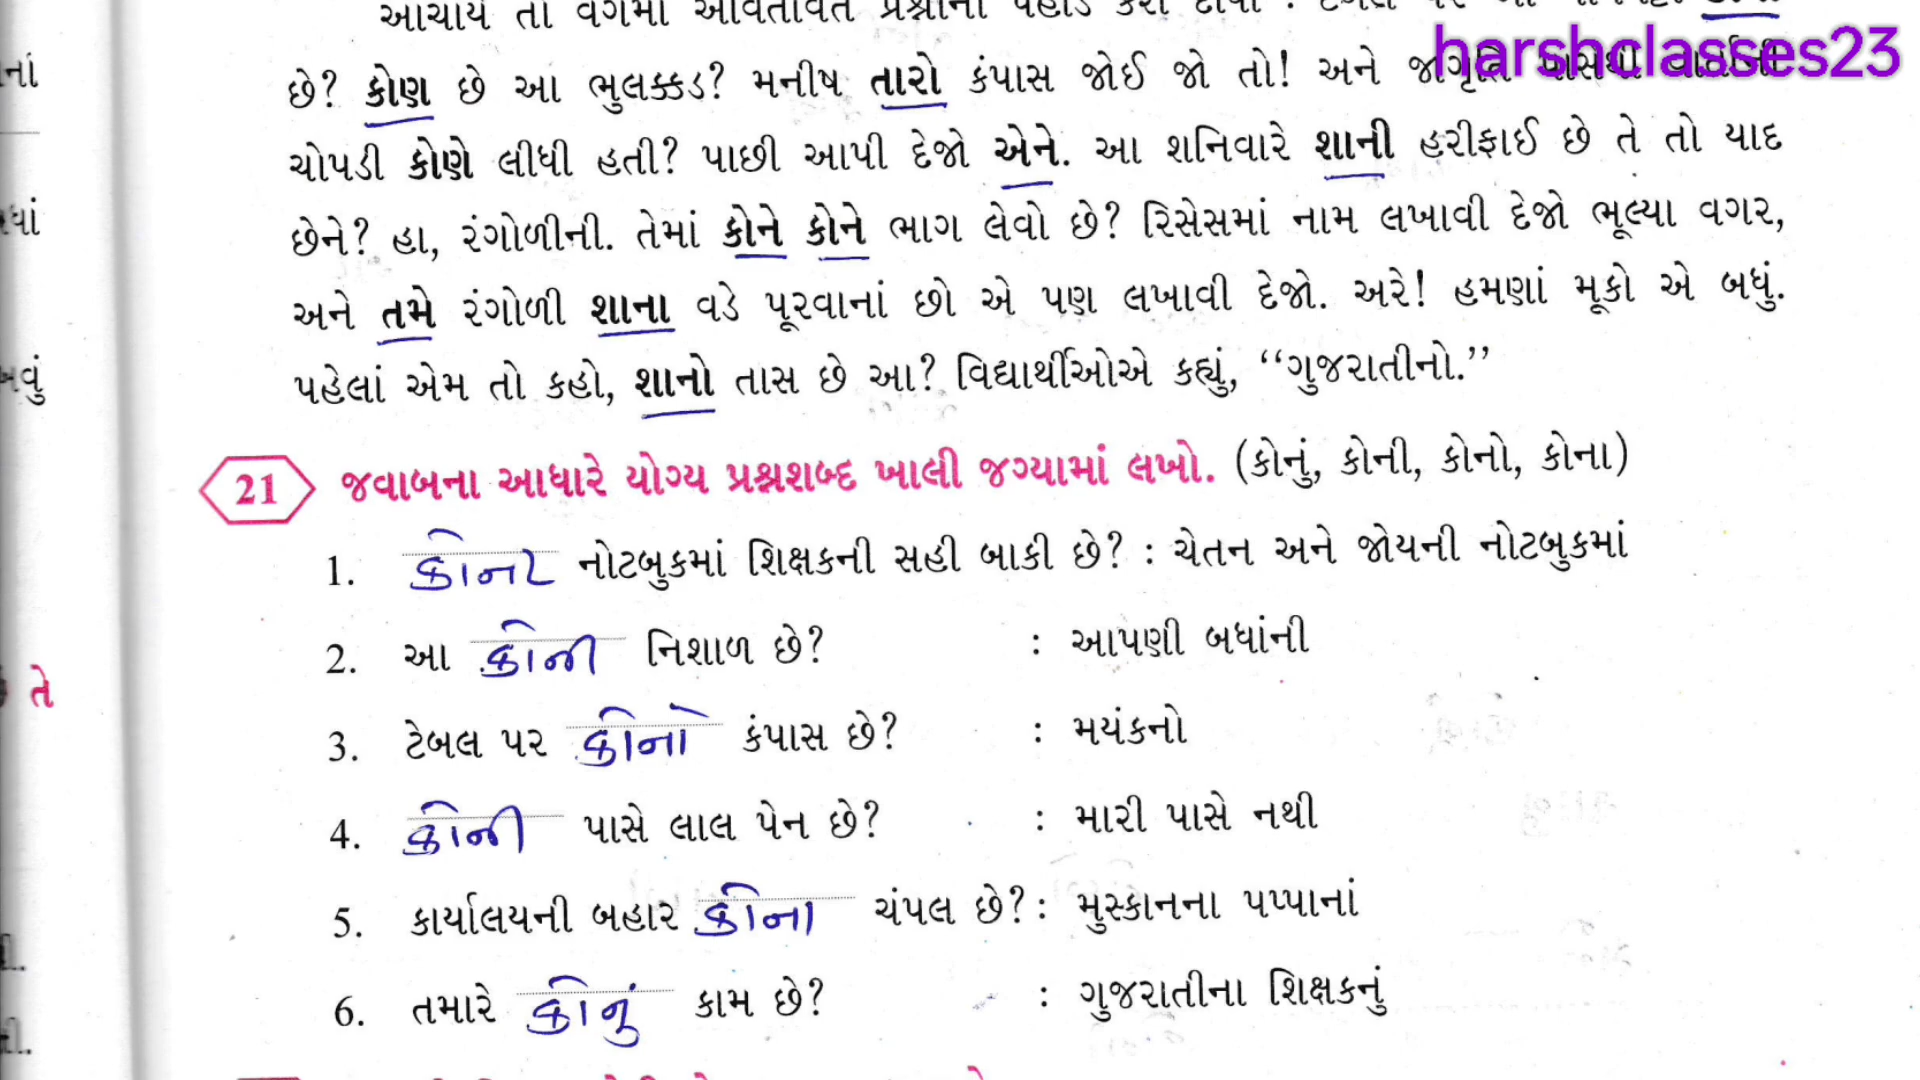 harshclasses23
છે? કોણ છે આ ભુલક્કડ? મનીષ તારો કંપાસ જોઈ જો તો! અને જાગૃતિ
ચોપડી કોણે લીધી હતી? પાછી આપી દેજો એને. આ શનિવારે શાની હરીફાઈ છે તે તો યાદ
છેને? હા, રંગોળીની. તેમાં કોને કોને ભાગ લેવો છે? રિસેસમાં નામ લખાવી દેજો ભૂલ્યા વગર,
અને તમે રંગોળી શાના વડે પૂરવાનાં છો એ પણ લખાવી દેજો. અરે! હમણાં મૂકો એ બધું.
પહેલાં એમ તો કહો, શાનો તાસ છે આ? વિદ્યાર્થીઓએ કહ્યું, “ગુજરાતીનો.”
21 જવાબના આધારે યોગ્ય પ્રશ્નશબ્દ ખાલી જગ્યામાં લખો. (કોનું, કોની, કોનો, કોના)
1. કોના નોટબુકમાં શિક્ષકની સહી બાકી છે? : ચેતન અને જોયની નોટબુકમાં
2. આ કોની નિશાળ છે? : આપણી બધાંની
3. ટેબલ પર કોનો કંપાસ છે? : મયંકનો
4. કોની પાસે લાલ પેન છે? : મારી પાસે નથી
5. કાર્યાલયની બહાર કોના ચંપલ છે? : મુસ્કાનના પપ્પાનાં
6. તમારે કોનું કામ છે? : ગુજરાતીના શિક્ષકનું